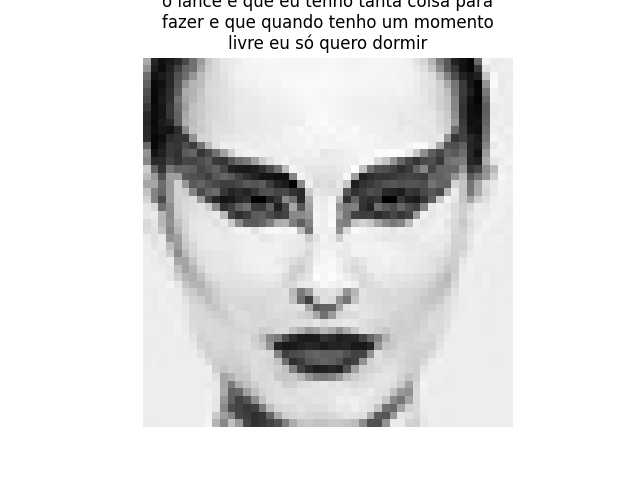 o lance é que eu tenho tanta coisa para
fazer e que quando tenho um momento
livre eu só quero dormir